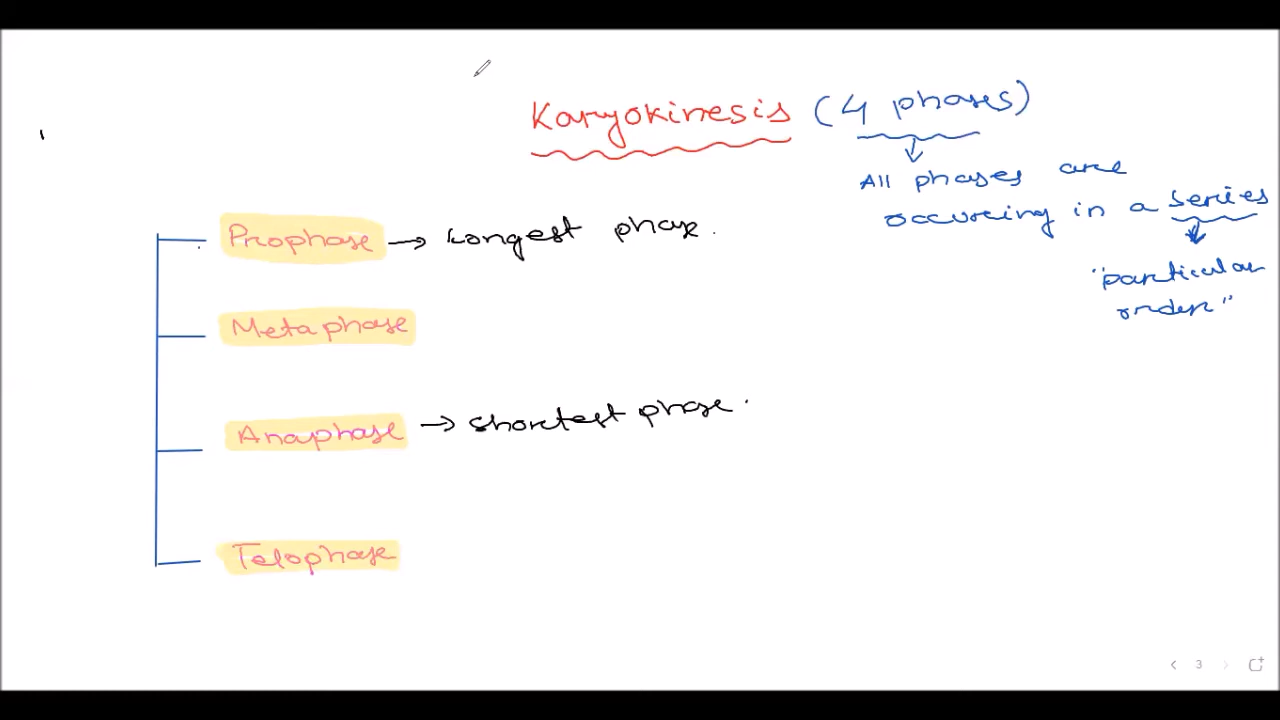 Karyokinesis (4 phases)
All phases are
occurring in a series
"particular
order"
Prophase → Longest phase.
Metaphase
Anaphase → shortest phase.
Telophase
3